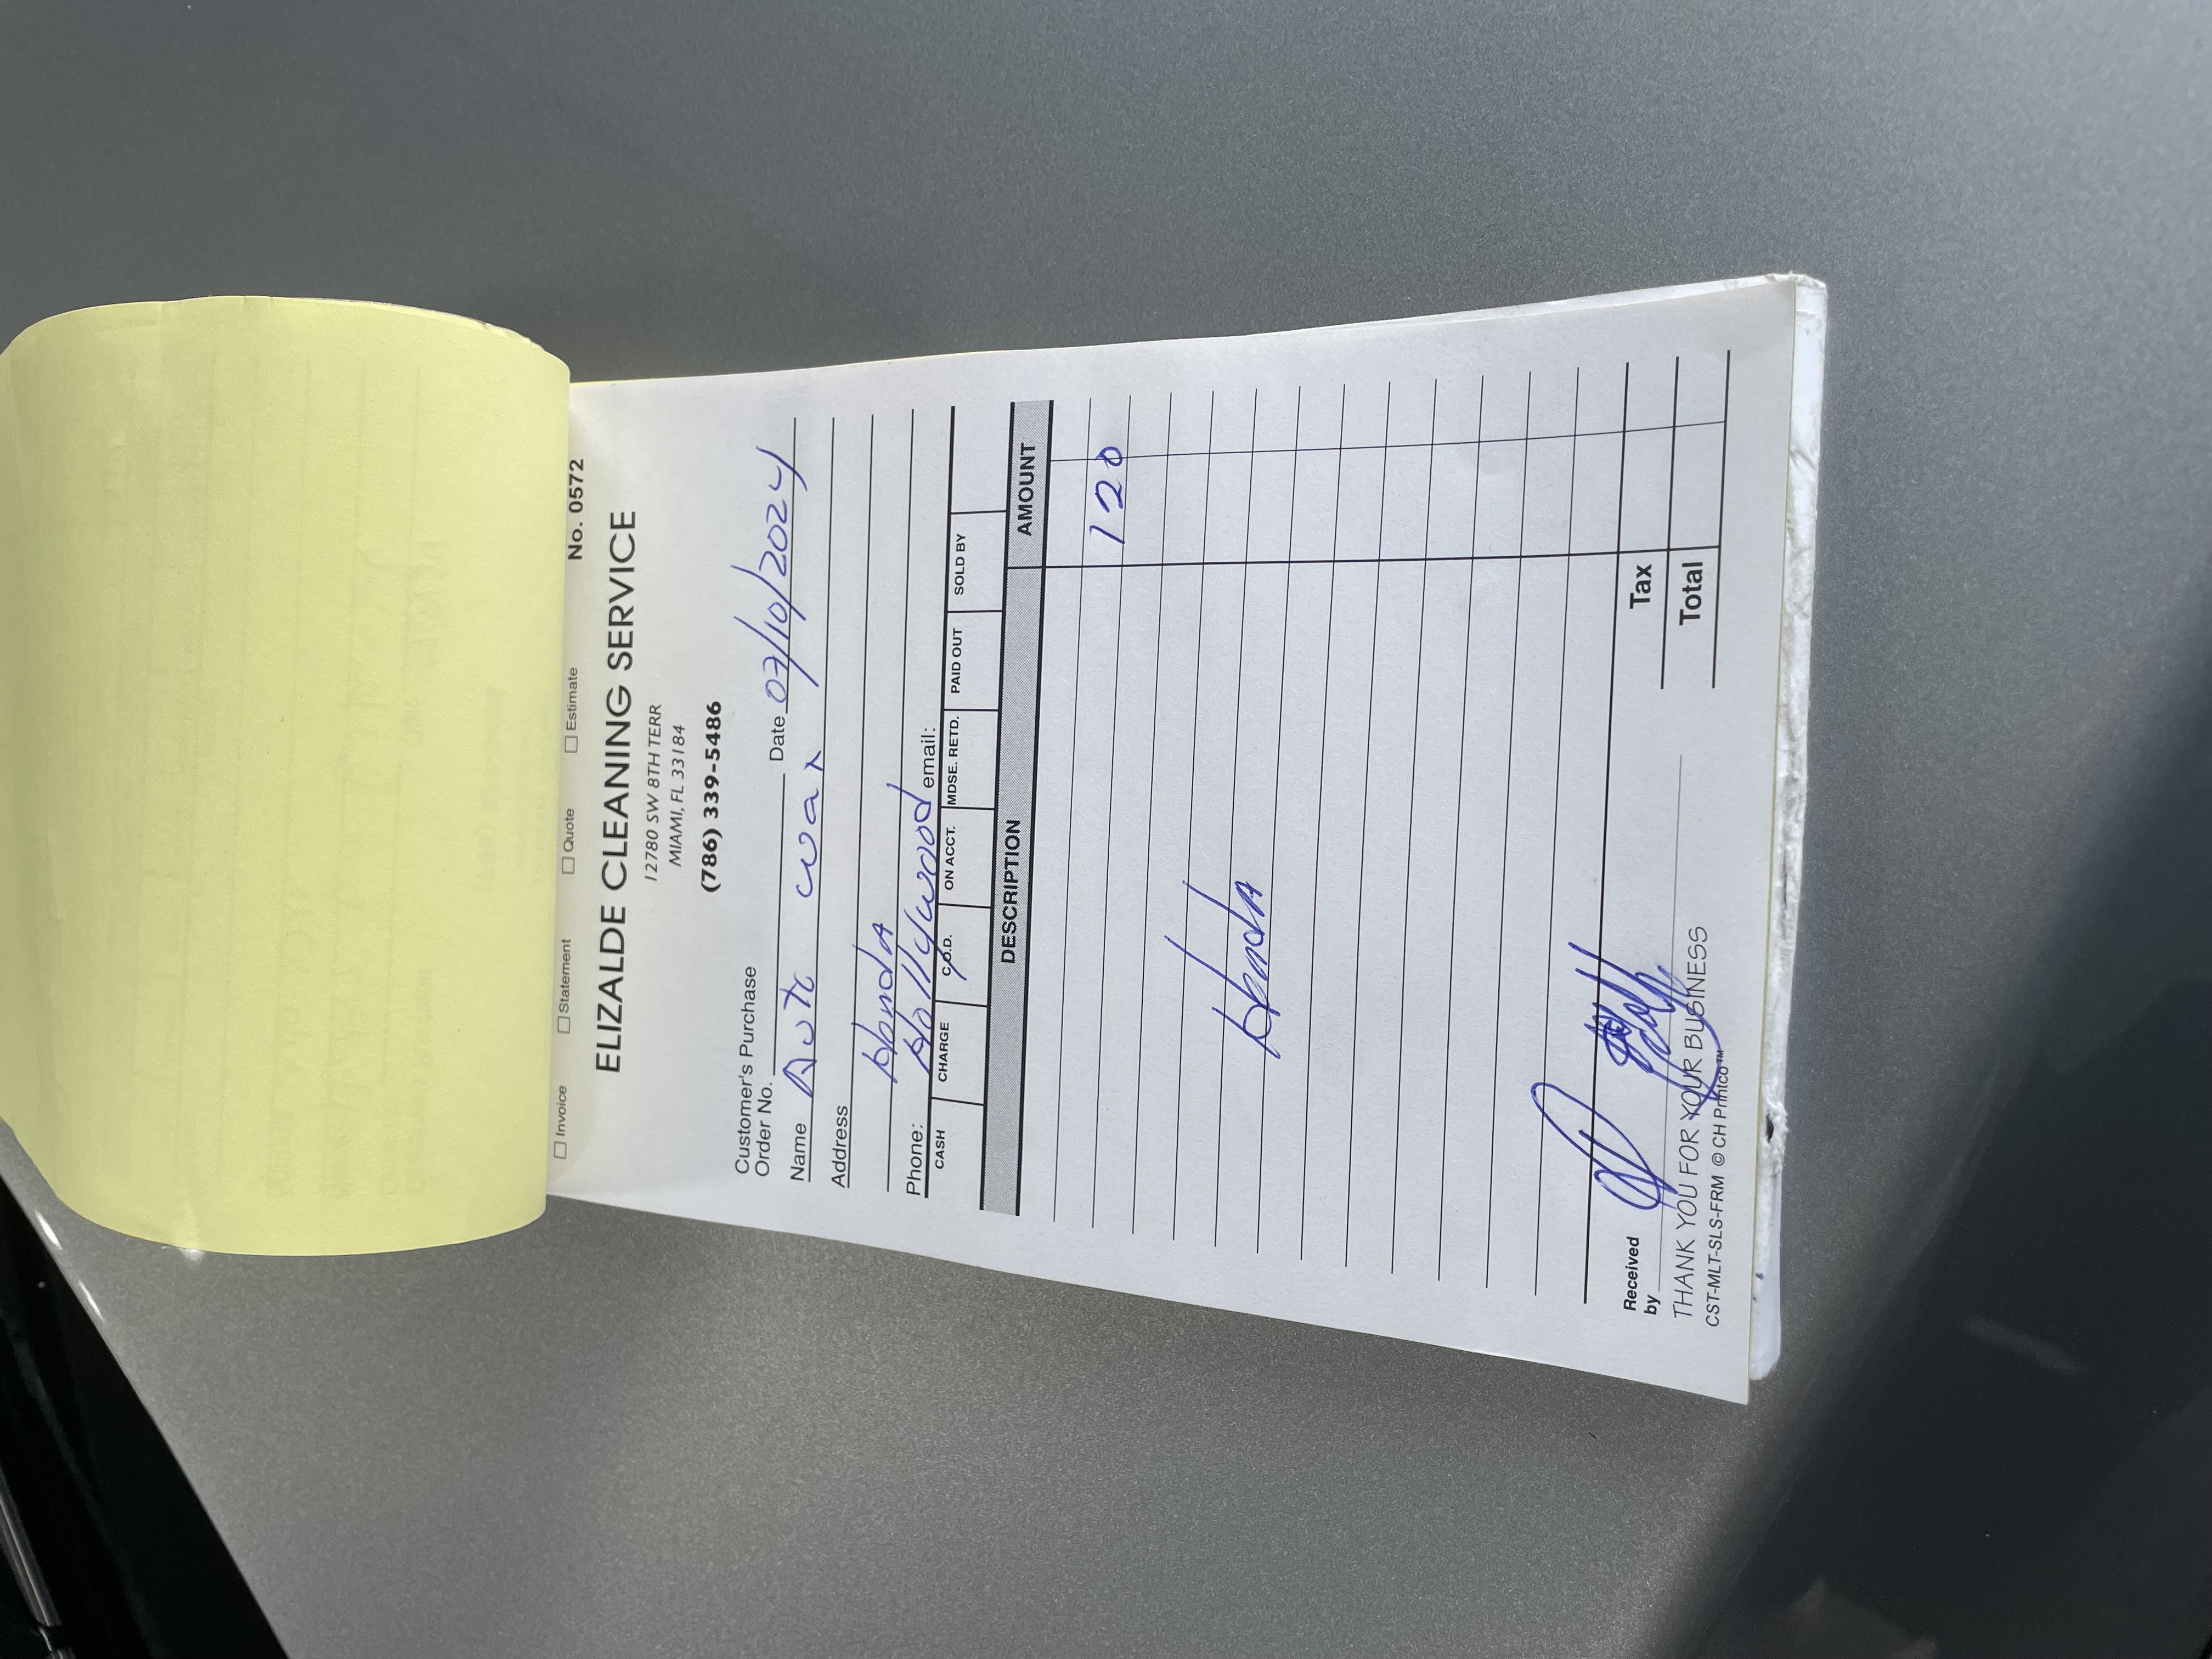 ☐ Invoice ☐ Statement ☐ Quote ☐ Estimate No. 0572
ELIZALDE CLEANING SERVICE
12780 SW 8TH TERR
MIAMI, FL 33184
(786) 339-5486
Customer's Purchase
Order No. Date 07/10/2024
Name Auto wax
Address
Honda
Phone: Hollywood email:
CASH CHARGE C.O.D. ON ACCT. MDSE. RETD. PAID OUT SOLD BY
DESCRIPTION AMOUNT
120
Honda
Tax
Received
by Total
THANK YOU FOR YOUR BUSINESS
CST-MLT-SLS-FRM © CH Printco™